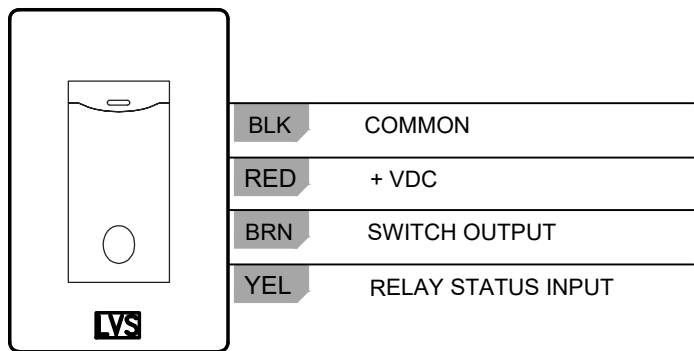 BLK COMMON
RED + VDC
BRN SWITCH OUTPUT
YEL RELAY STATUS INPUT
LVS